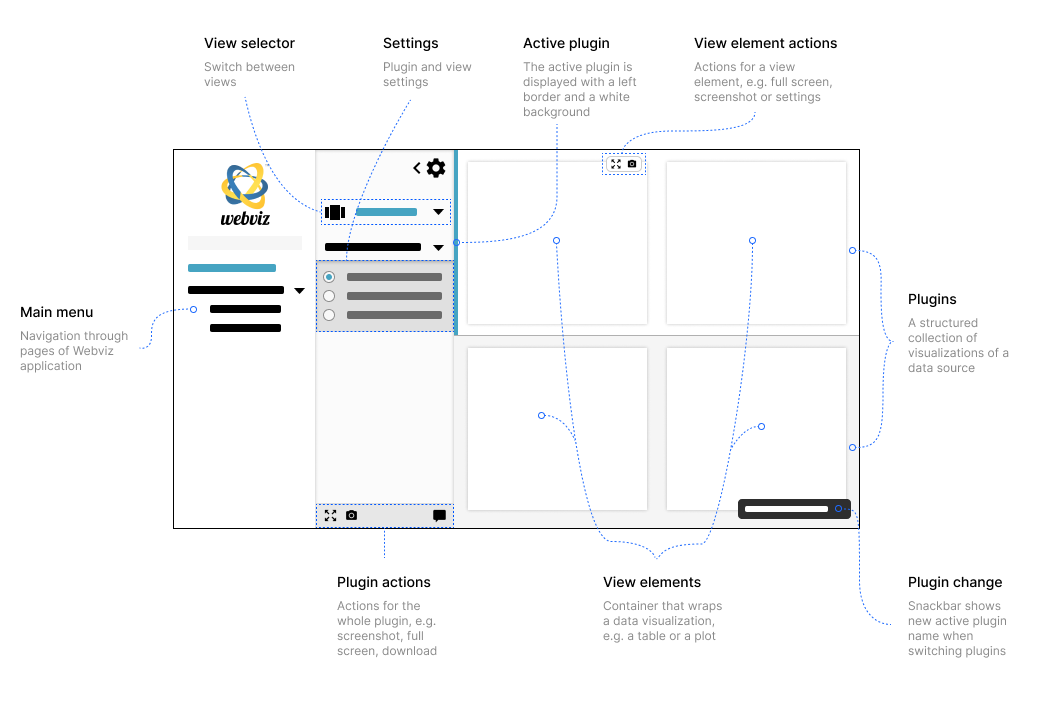 View selector
Switch between
views
Settings
Plugin and view
settings
Active plugin
The active plugin is
displayed with a left
border and a white
background
View element actions
Actions for a view
element, e.g. full screen,
screenshot or settings
webviz
Main menu
Navigation through
pages of Webviz
application
Plugins
A structured
collection of
visualizations of a
data source
Plugin actions
Actions for the
whole plugin, e.g.
screenshot, full
screen, download
View elements
Container that wraps
a data visualization,
e.g. a table or a plot
Plugin change
Snackbar shows
new active plugin
name when
switching plugins